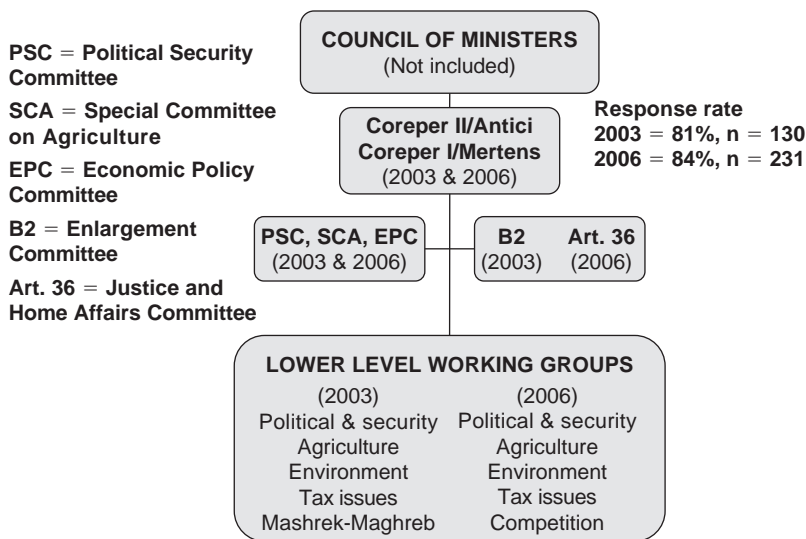 PSC = Political Security
Committee
SCA = Special Committee
on Agriculture
EPC = Economic Policy
Committee
B2 = Enlargement
Committee
Art. 36 = Justice and
Home Affairs Committee
COUNCIL OF MINISTERS
(Not included)
Coreper II/Antici
Coreper I/Mertens
(2003 & 2006)
Response rate
2003 = 81%, n = 130
2006 = 84%, n = 231
PSC, SCA, EPC
(2003 & 2006)
B2 Art. 36
(2003) (2006)
LOWER LEVEL WORKING GROUPS
(2003) (2006)
Political & security Political & security
Agriculture Agriculture
Environment Environment
Tax issues Tax issues
Mashrek-Maghreb Competition